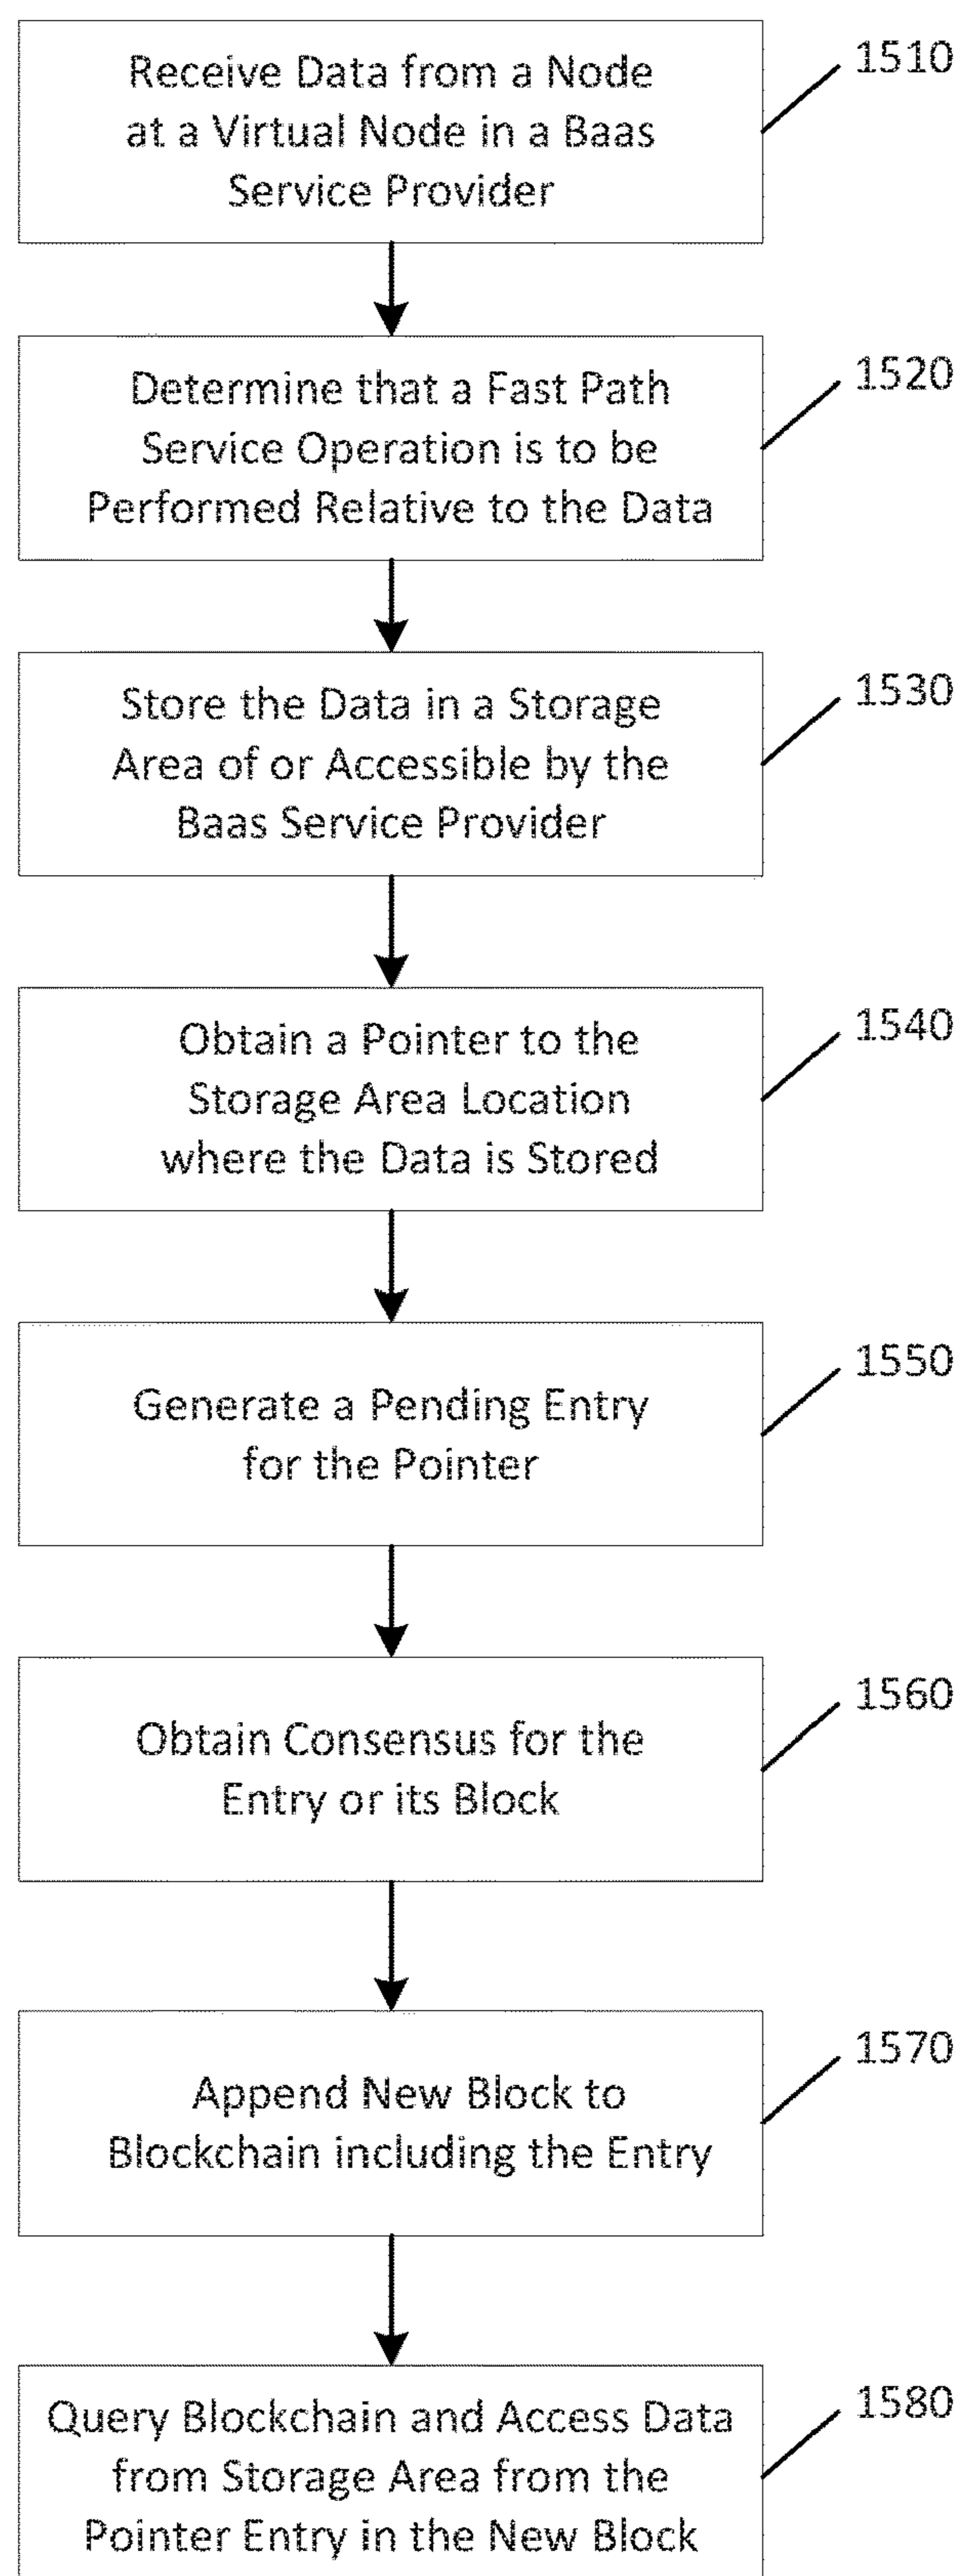 Receive Data from a Node
at a Virtual Node in a Baas
Service Provider
1510
Determine that a Fast Path
Service Operation is to be
Performed Relative to the Data
1520
Store the Data in a Storage
Area of or Accessible by the
Baas Service Provider
1530
Obtain a Pointer to the
Storage Area Location
where the Data is Stored
1540
Generate a Pending Entry
for the Pointer
1550
Obtain Consensus for the
Entry or its Block
1560
Append New Block to
Blockchain including the Entry
1570
Query Blockchain and Access Data
from Storage Area from the
Pointer Entry in the New Block
1580